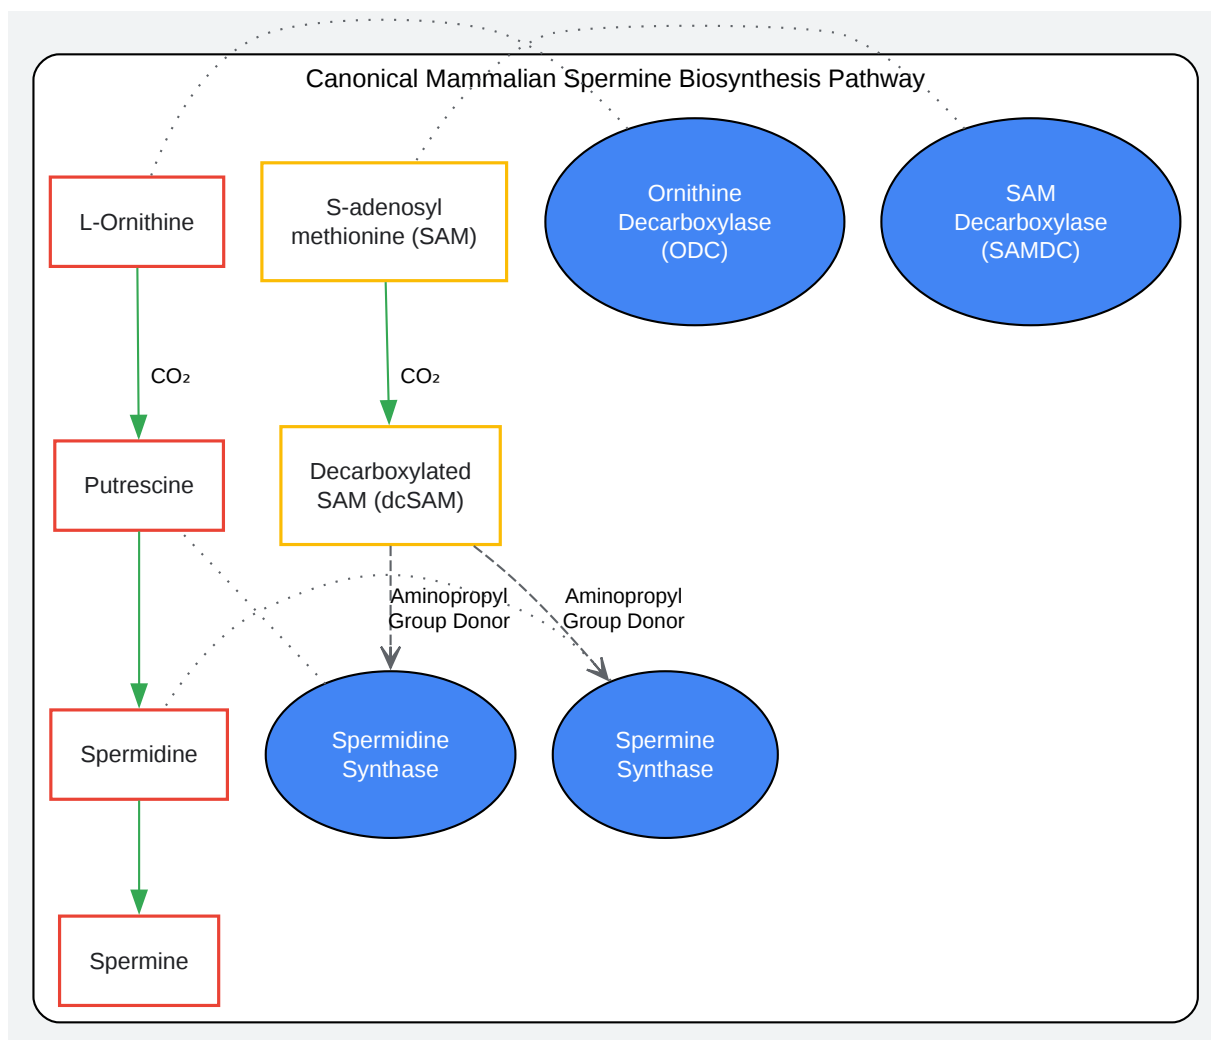 Canonical Mammalian Spermine Biosynthesis Pathway
L-Ornithine
S-adenosyl
methionine (SAM)
Ornithine
Decarboxylase
(ODC)
SAM
Decarboxylase
(SAMDC)
CO₂
CO₂
Putrescine
Decarboxylated
SAM (dcSAM)
Aminopropyl
Group Donor
Aminopropyl
Group Donor
Spermidine
Spermidine
Synthase
Spermine
Synthase
Spermine